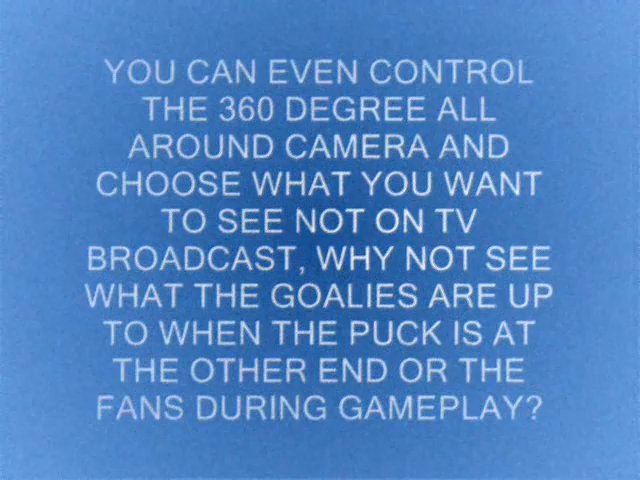 YOU CAN EVEN CONTROL
THE 360 DEGREE ALL
AROUND CAMERA AND
CHOOSE WHAT YOU WANT
TO SEE NOT ON TV
BROADCAST, WHY NOT SEE
WHAT THE GOALIES ARE UP
TO WHEN THE PUCK IS AT
THE OTHER END OR THE
FANS DURING GAMEPLAY?